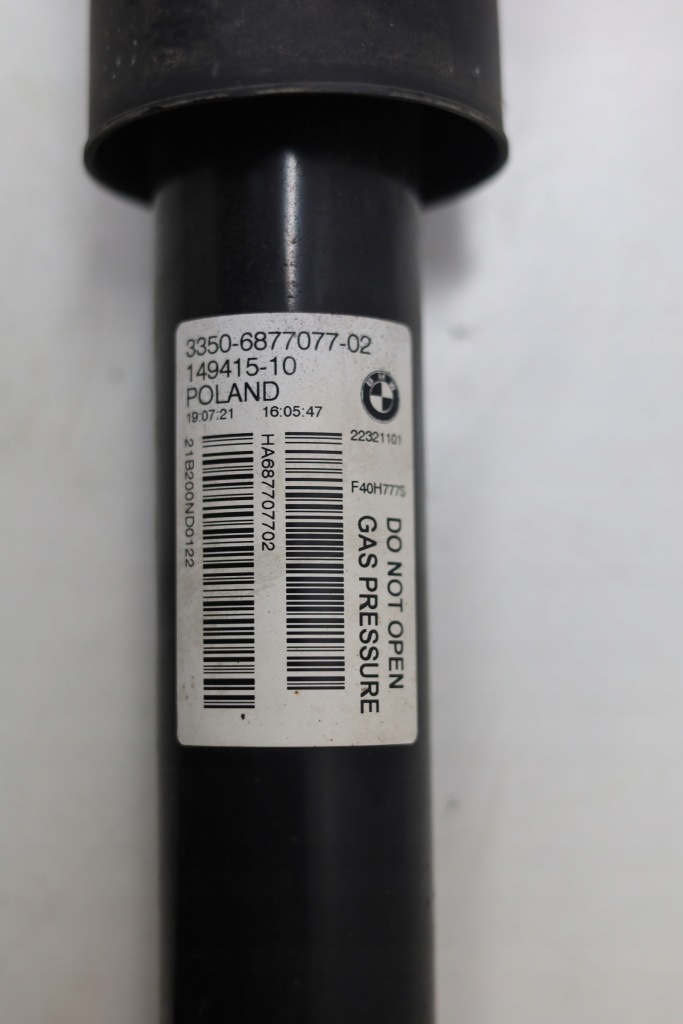 3350-6877077-02
149415-10
POLAND
19:07:21 16:05:47
22321101
21B200ND0122
HA687707702
F40H777S
DO NOT OPEN
GAS PRESSURE